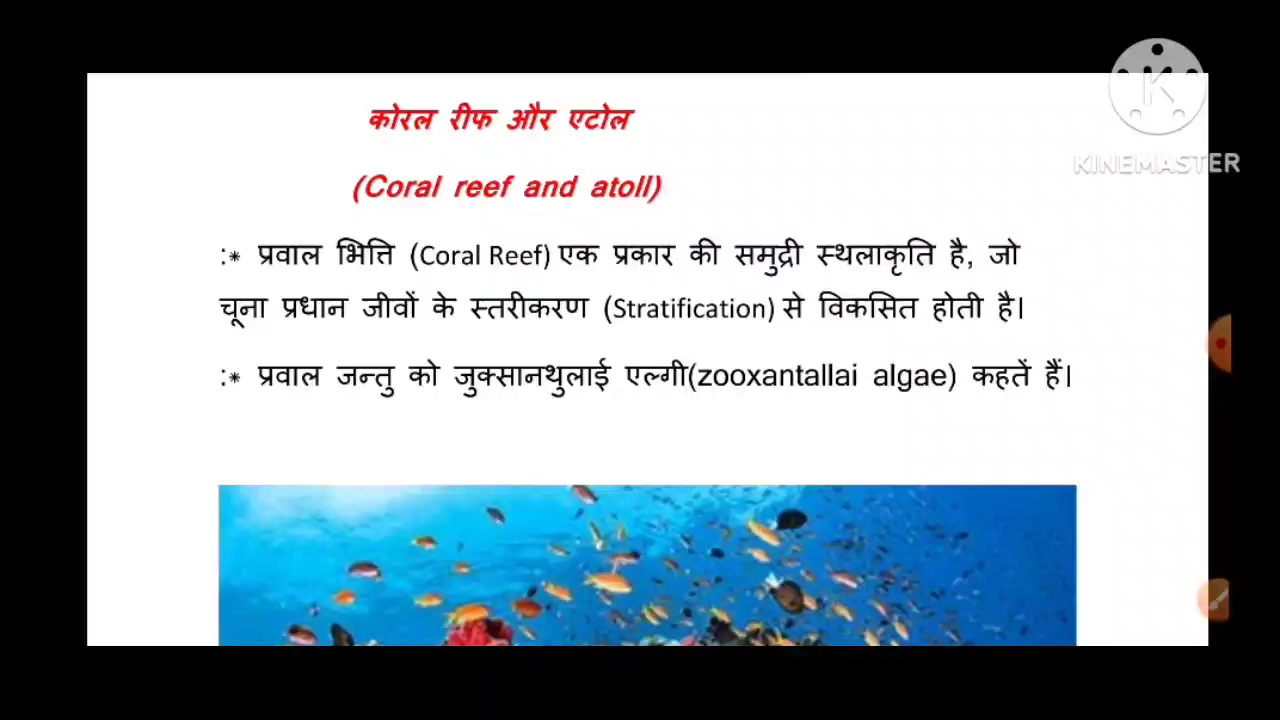 कोरल रीफ और एटोल
(Coral reef and atoll)
:* प्रवाल भित्ति (Coral Reef) एक प्रकार की समुद्री स्थलाकृति है, जो
चूना प्रधान जीवों के स्तरीकरण (Stratification) से विकसित होती है।
:* प्रवाल जन्तु को जुक्सानथुलाई एल्गी(zooxantallai algae) कहतें हैं।
K
KINEMASTER